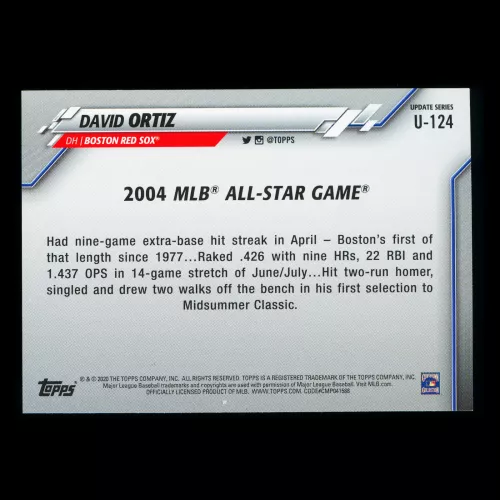 DAVID ORTIZ
DH | BOSTON RED SOX®
@TOPPS
UPDATE SERIES
U-124
2004 MLB® ALL-STAR GAME®
Had nine-game extra-base hit streak in April – Boston's first of
that length since 1977...Raked .426 with nine HRs, 22 RBI and
1.437 OPS in 14-game stretch of June/July...Hit two-run homer,
singled and drew two walks off the bench in his first selection to
Midsummer Classic.
Topps
® & © 2020 THE TOPPS COMPANY, INC. ALL RIGHTS RESERVED. TOPPS IS A REGISTERED TRADEMARK OF THE TOPPS COMPANY, INC.
Major League Baseball trademarks and copyrights are used with permission of Major League Baseball. Visit MLB.com.
OFFICIALLY LICENSED PRODUCT OF MLB. WWW.TOPPS.COM. CODE#CMP041580